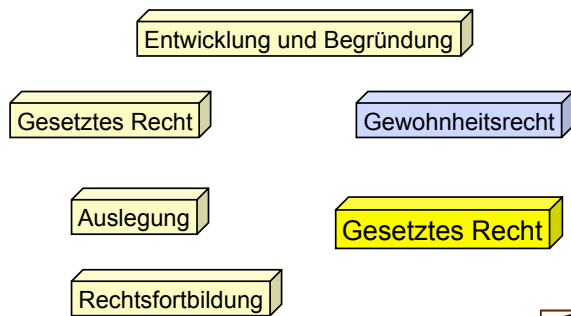 Entwicklung und Begründung
Gesetztes Recht
Gewohnheitsrecht
Auslegung
Gesetztes Recht
Rechtsfortbildung